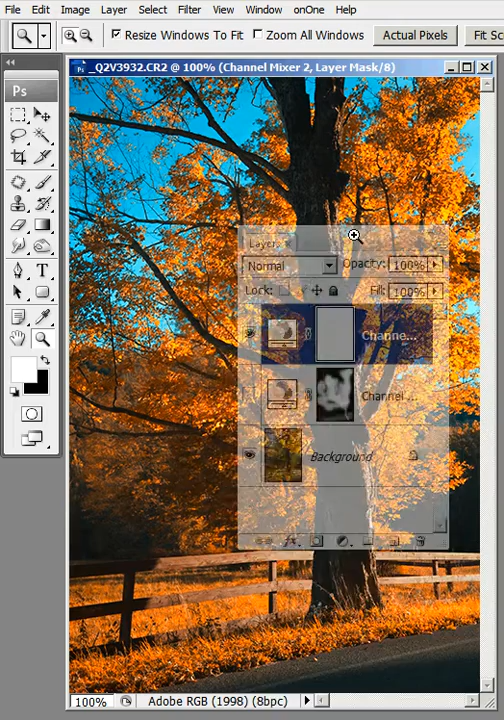 File Edit Image Layer Select Filter View Window onOne Help
Resize Windows To Fit Zoom All Windows Actual Pixels Fit Sc
_Q2V3932.CR2 @ 100% (Channel Mixer 2, Layer Mask/8)
Ps
Layer
Normal Opacity: 100%
Lock: Fill: 100%
Channe...
Channel ...
Background
T
100% Adobe RGB (1998) (8bpc)